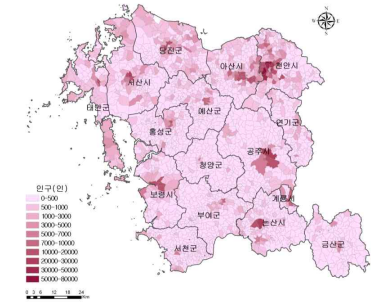 N
W E
S
당진군
아산시
천안시
서산시
태안군
예산군
홍성군
연기군
공주시
청양군
보령시
계룡시
부여군
논산시
서천군
금산군
인구(인)
0-500
500-1000
1000-3000
3000-5000
5000-7000
7000-10000
10000-20000
20000-30000
30000-50000
50000-80000
0 3 6 12 18 24